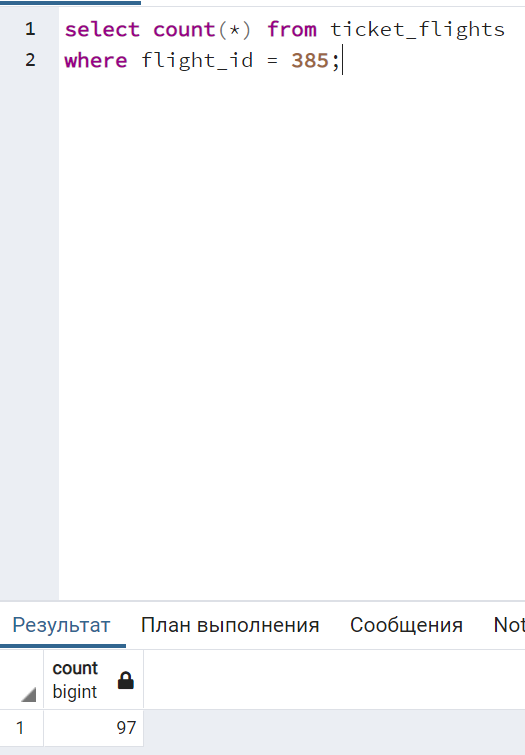 1 select count(*) from ticket_flights
2 where flight_id = 385;
Результат План выполнения Сообщения Not
count
bigint
1 97